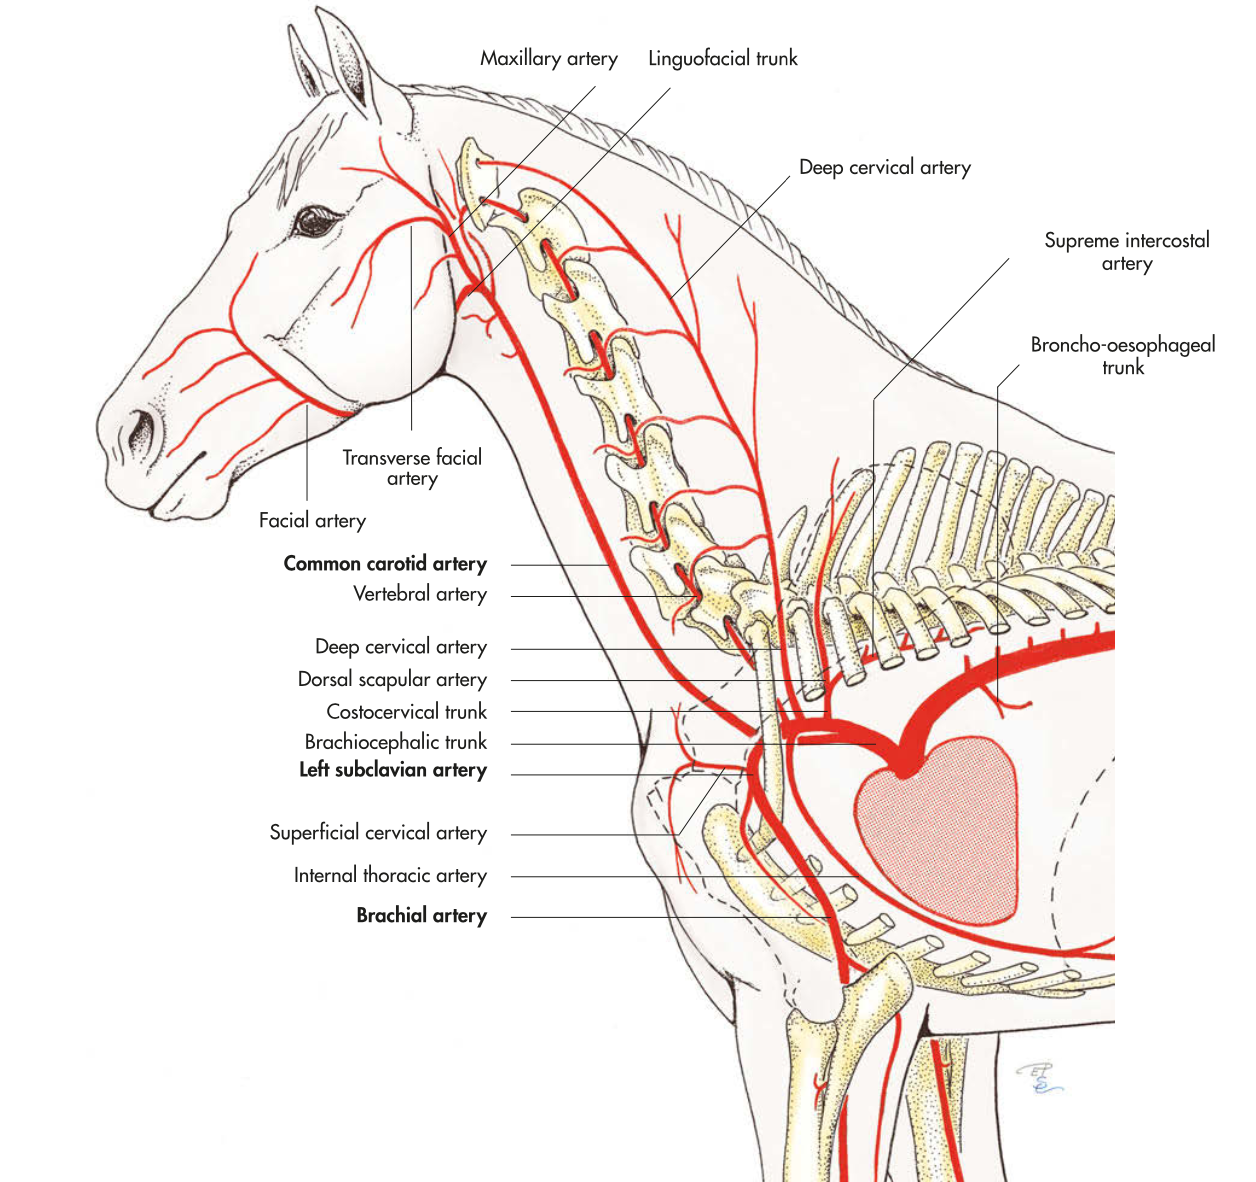 Maxillary artery
Linguofacial trunk
Deep cervical artery
Supreme intercostal
artery
Broncho-oesophageal
trunk
Transverse facial
artery
Facial artery
Common carotid artery
Vertebral artery
Deep cervical artery
Dorsal scapular artery
Costocervical trunk
Brachiocephalic trunk
Left subclavian artery
Superficial cervical artery
Internal thoracic artery
Brachial artery